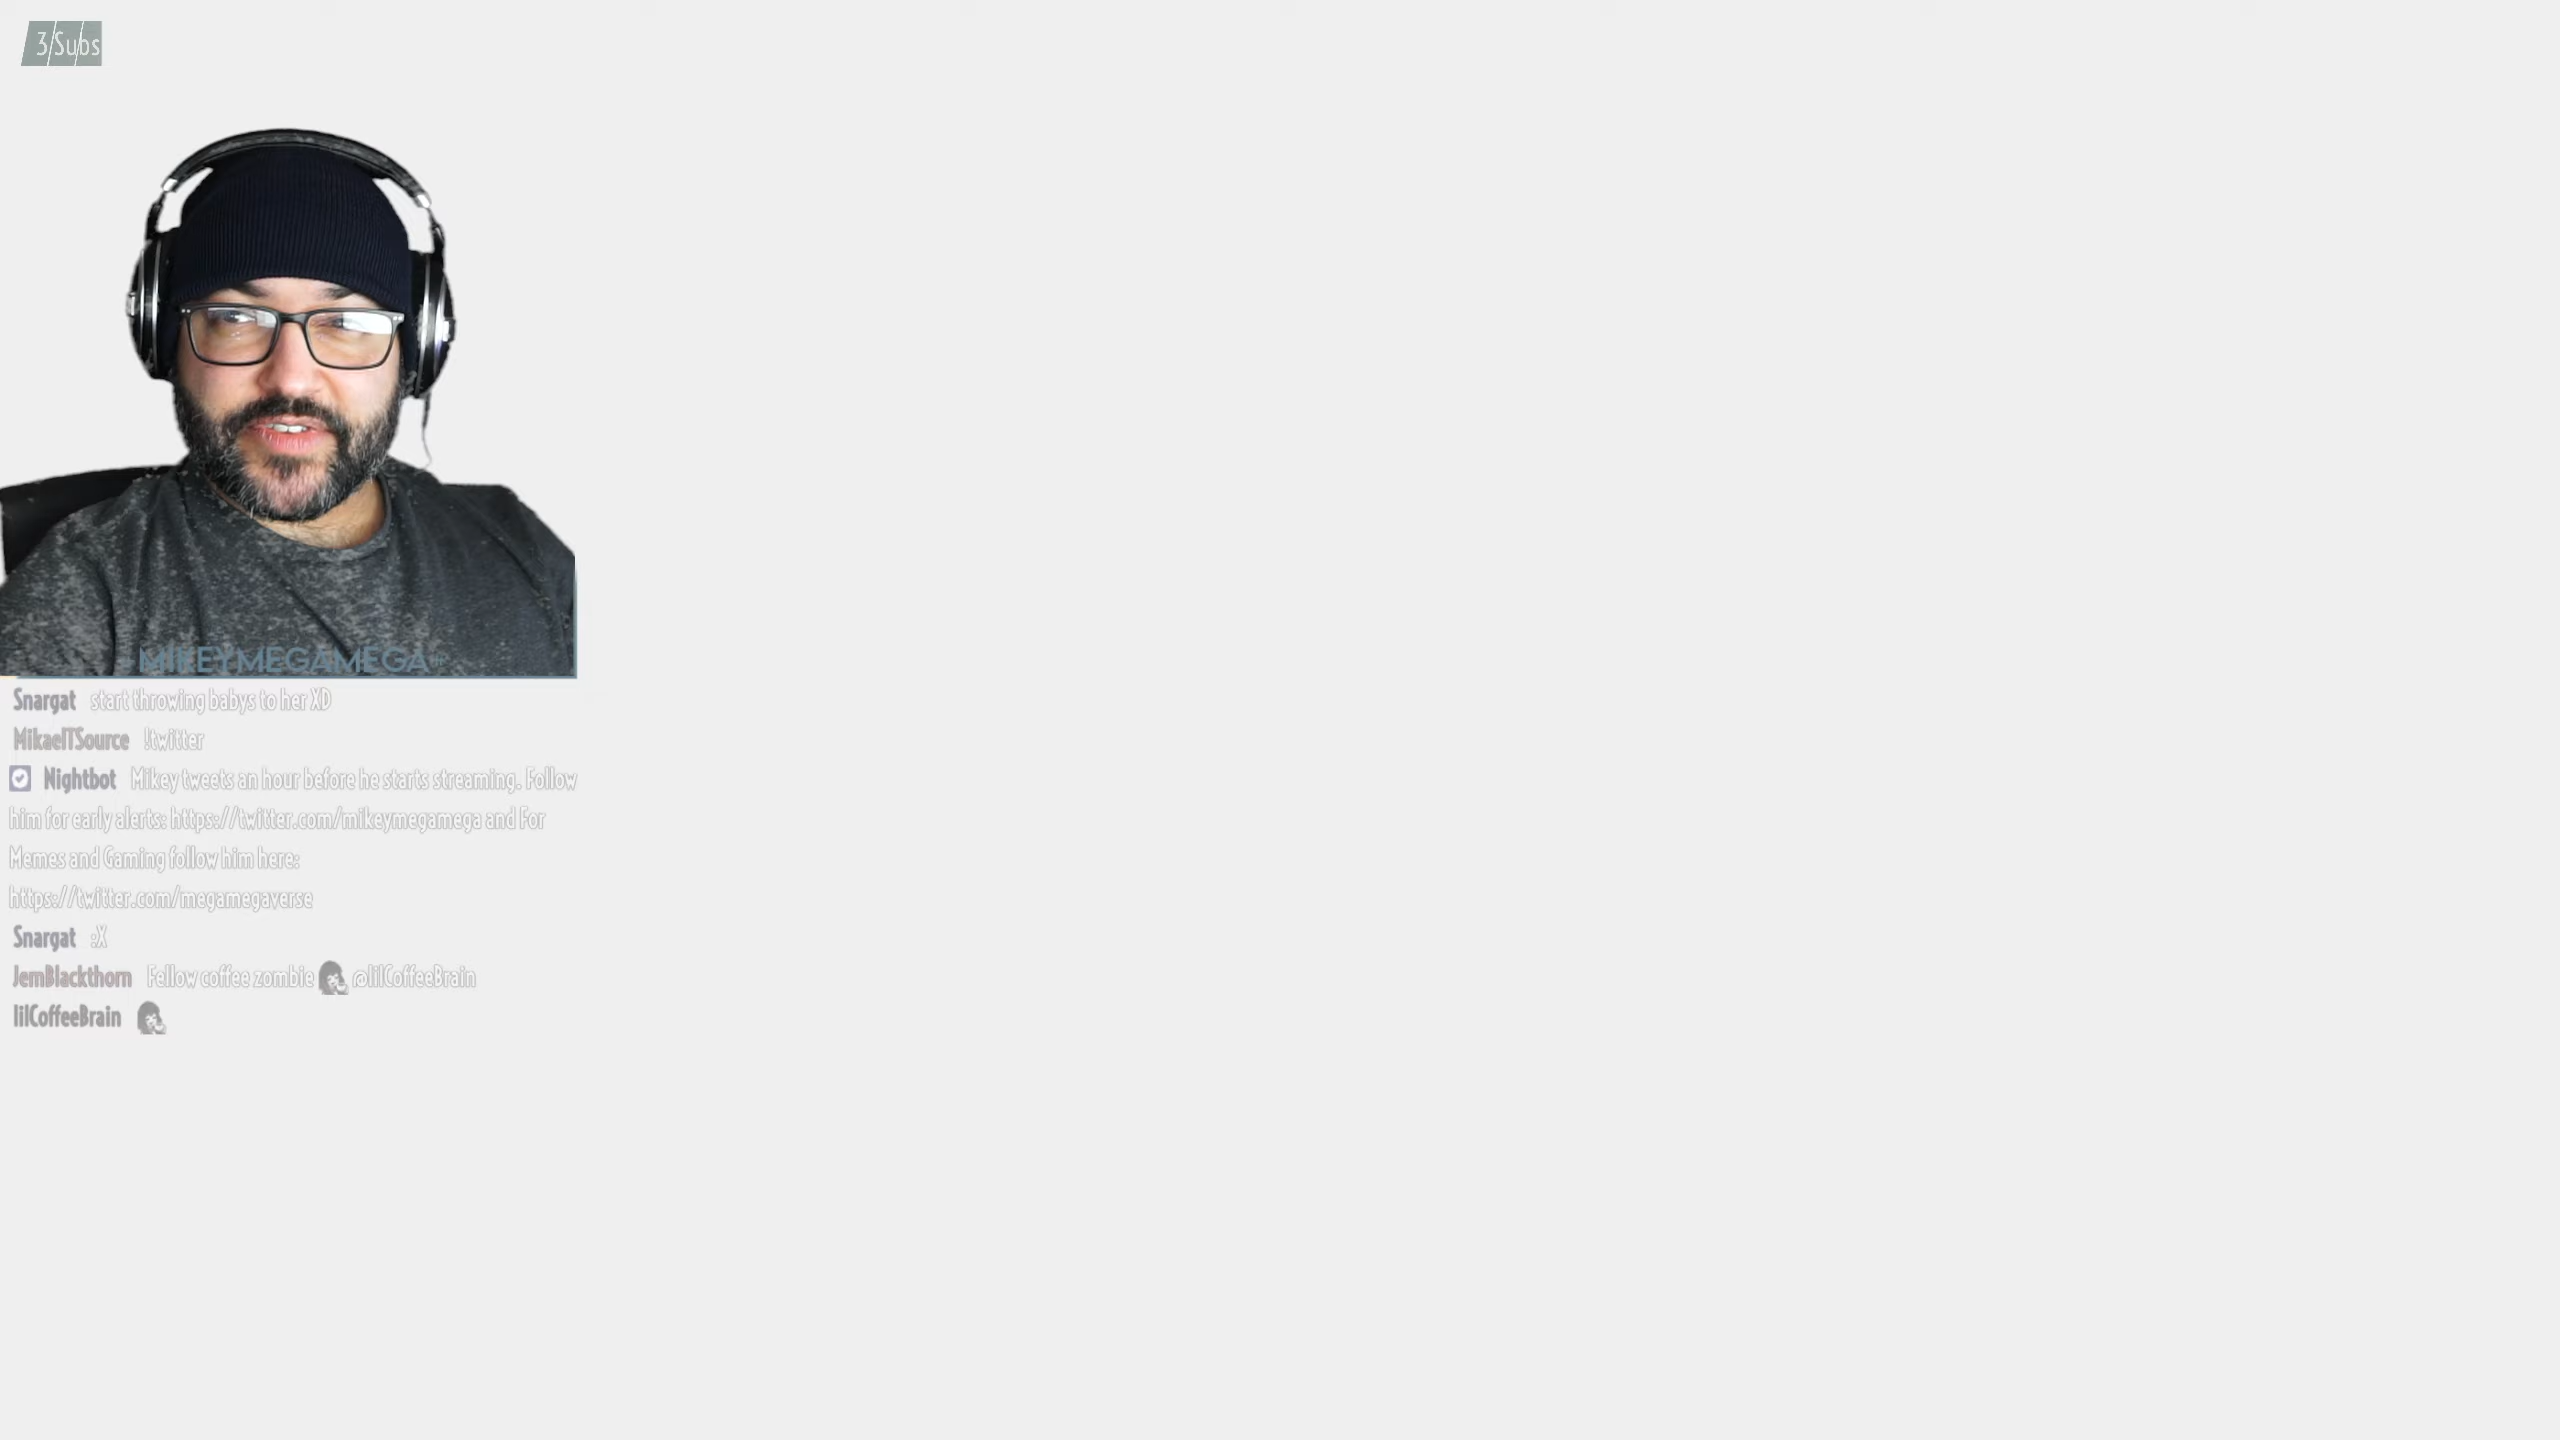 3 Subs
MIKEYMEGAMEGA
Snargat start throwing babys to her XD
MikaelTSource !twitter
Nightbot Mikey tweets an hour before he starts streaming. Follow
him for early alerts: https://twitter.com/mikeymegamega and For
Memes and Gaming follow him here:
https://twitter.com/megamegaverse
Snargat :X
JemBlackthorn Fellow coffee zombie @lilCoffeeBrain
lilCoffeeBrain